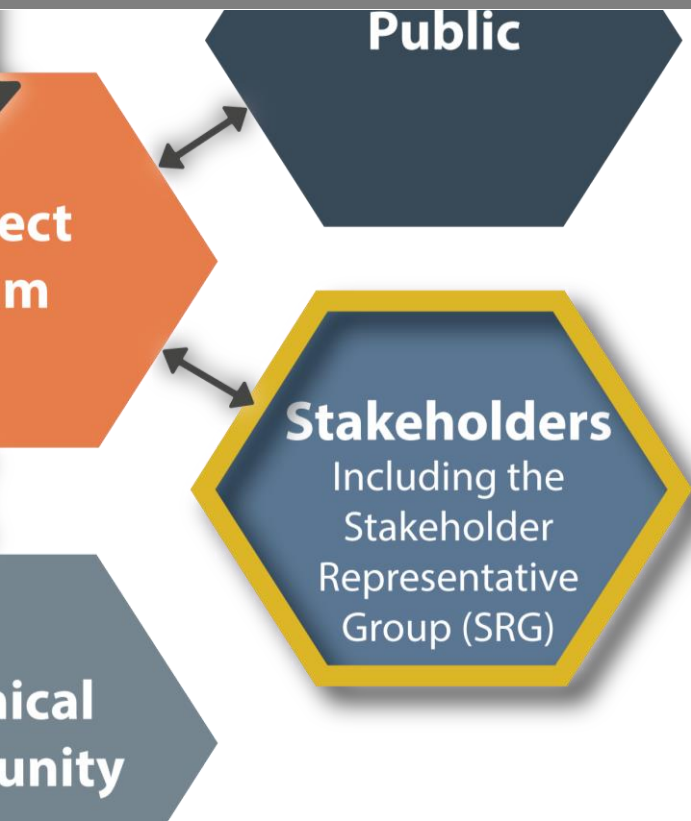 Public
ect
m
Stakeholders
Including the
Stakeholder
Representative
Group (SRG)
nical
unity